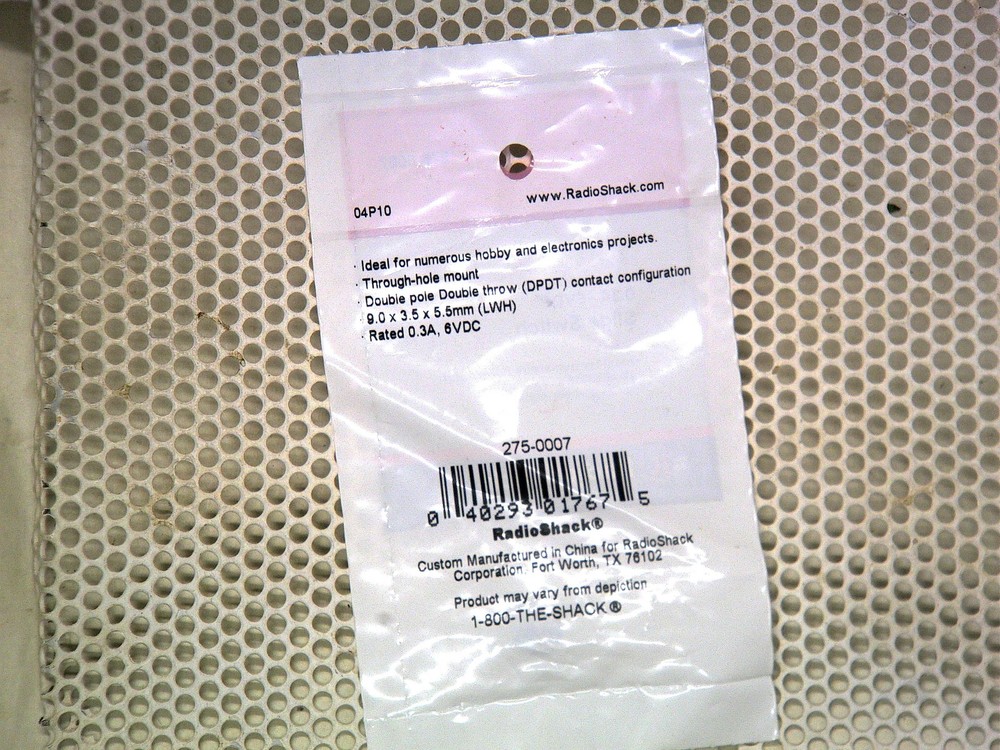 www.RadioShack.com
04P10
· Ideal for numerous hobby and electronics projects.
· Through-hole mount
· Double pole Double throw (DPDT) contact configuration
· 9.0 x 3.5 x 5.5mm (LWH)
· Rated 0.3A, 6VDC
275-0007
0 40293 01767 5
RadioShack®
Custom Manufactured in China for RadioShack
Corporation. Fort Worth, TX 76102
Product may vary from depiction
1-800-THE-SHACK®